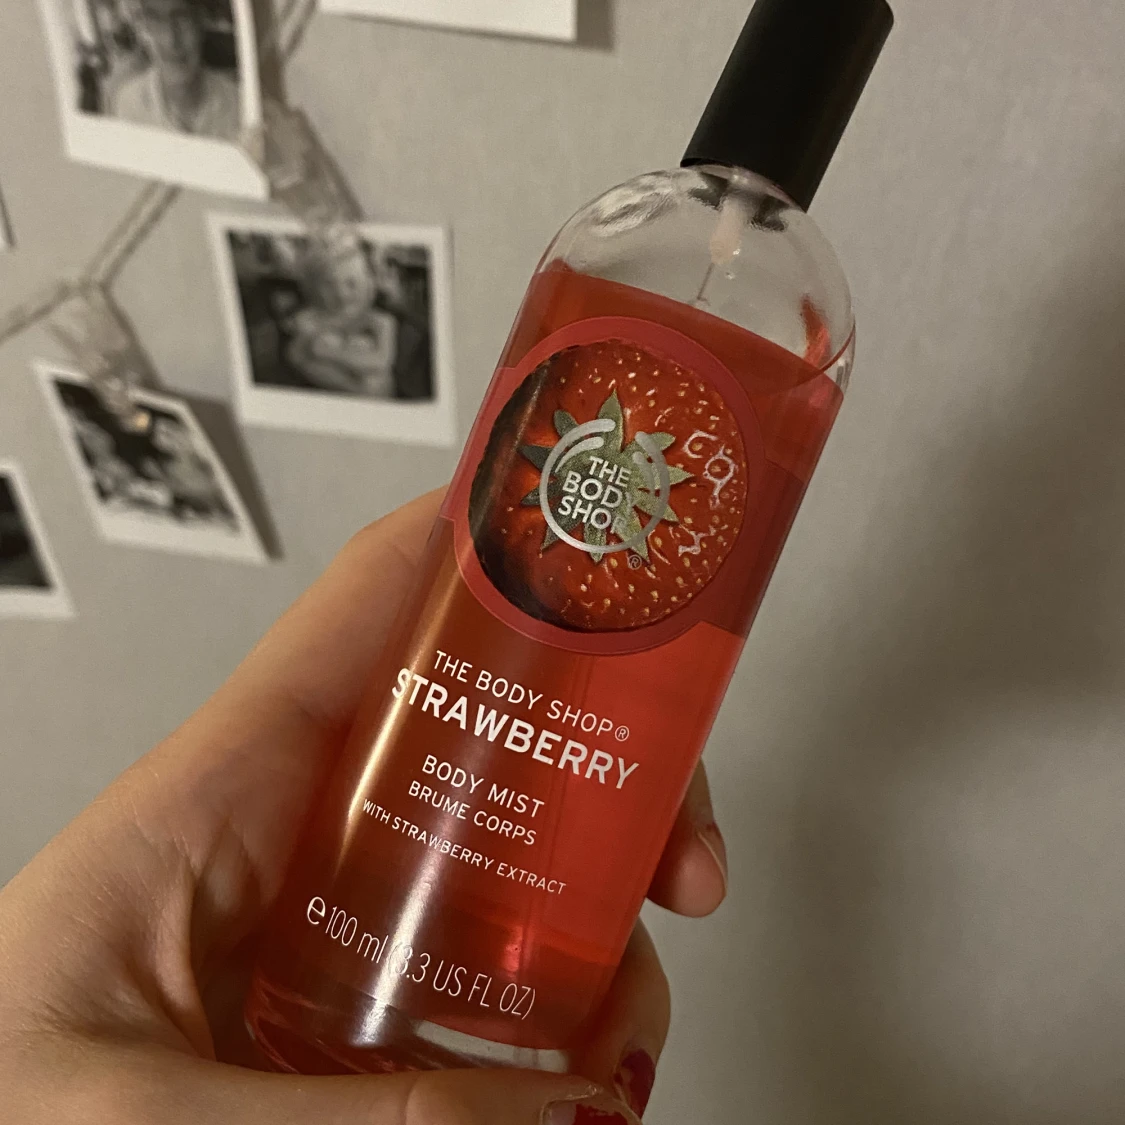 THE
BODY
SHOP
®
THE BODY SHOP®
STRAWBERRY
BODY MIST
BRUME CORPS
WITH STRAWBERRY EXTRACT
e 100 ml (3.3 US FL OZ)